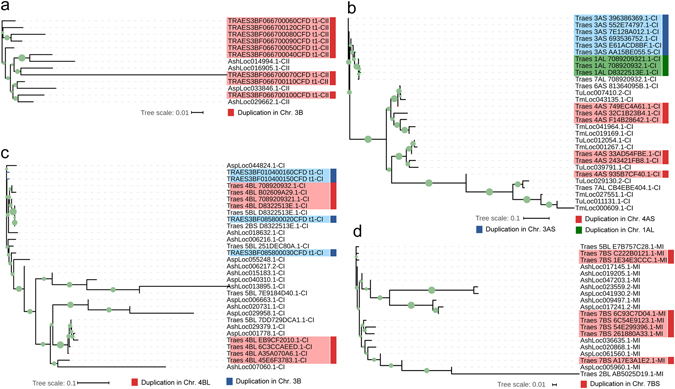 a
TRAES3BF066700060CFD t1-CII
TRAES3BF066700120CFD t1-CII
TRAES3BF066700080CFD t1-CII
TRAES3BF066700090CFD t1-CII
TRAES3BF066700050CFD t1-CII
TRAES3BF066700040CFD t1-CII
AshLoc014994.1-CII
AshLoc016905.1-CII
TRAES3BF066700070CFD t1-CII
TRAES3BF066700110CFD t1-CII
AshLoc033846.1-CII
TRAES3BF066700100CFD t1-CII
AshLoc029662.1-CII
Tree scale: 0.01
Duplication in Chr. 3B
b
Traes 3AS 396386369.1-CI
Traes 3AS 552E74797.1-CI
Traes 3AS 7E128A012.1-CI
Traes 3AS 693536752.1-CI
Traes 3AS E61ACD8BF.1-CI
Traes 3AS AA15BE055.5-CI
Traes 1AL 708920932.1-CI
Traes 1AL 7089209321.1-CI
Traes 1AL D8322513E.1-CI
Traes 7AL 708920932.1-CI
Traes 6AS 81364095B.1-CI
TuLoc007410.2-CI
TmLoc043135.1-CI
Traes 4AS 749EC4A61.1-CI
Traes 4AS 32C1B23B4.1-CI
Traes 4AS F14B28642.1-CI
TmLoc041964.1-CI
TmLoc019169.1-CI
TuLoc012054.1-CI
TmLoc001267.1-CI
Traes 4AS 33AD54FBE.1-CI
Traes 4AS 243421FB8.1-CI
TuLoc039791.1-CI
Traes 4AS 935B7CF40.1-CI
TuLoc029130.2-CI
Traes 7AL CB4EBE404.1-CI
TmLoc027551.1-CI
TuLoc011131.1-CI
TmLoc000609.1-CI
Tree scale: 0.1
Duplication in Chr. 4AS
Duplication in Chr. 3AS
Duplication in Chr. 1AL
c
AspLoc044824.1-CI
TRAES3BF010400160CFD t1-CI
TRAES3BF010400150CFD t1-CI
Traes 4BL 708920932.1-CI
Traes 4BL B02609A29.1-CI
Traes 4BL 7089209321.1-CI
Traes 4BL D8322513E.1-CI
Traes 5BL D8322513E.1-CI
TRAES3BF085800020CFD t1-CI
Traes 2BS D8322513E.1-CI
AshLoc018632.1-CI
AshLoc006216.1-CI
Traes 5BL 251DEC80A.1-CI
TRAES3BF085800030CFD t1-CI
AspLoc055248.1-CI
AshLoc006217.2-CI
AshLoc015183.1-CI
AshLoc040310.1-CI
AshLoc013895.1-CI
Traes 5BL 7E9184D40.1-CI
AspLoc006663.1-CI
AshLoc020731.1-CI
AspLoc029958.1-CI
Traes 5BL 7DD729DCA1.1-CI
AshLoc029379.1-CI
AshLoc001778.1-CI
Traes 4BL EB9CF2010.1-CI
Traes 4BL 6C3CCAEED.1-CI
Traes 4BL A35A070A6.1-CI
Traes 4BL 45E6F3783.1-CI
AshLoc007060.1-CI
Tree scale: 0.1
Duplication in Chr. 4BL
Duplication in Chr. 3B
d
Traes 5BL E7B757C28.1-MI
Traes 7BS C222B0121.1-MI
Traes 7BS 1E34E3CCC.1-MI
AshLoc017145.1-MI
AshLoc019205.1-MI
AshLoc047203.1-MI
AshLoc023559.2-MI
AspLoc041930.2-MI
AshLoc009497.1-MI
AspLoc017241.2-MI
Traes 7BS 6C93C7D04.1-MI
Traes 7BS 6C54E9123.1-MI
Traes 7BS 54E299396.1-MI
Traes 7BS 261880A33.1-MI
AshLoc036635.1-MI
AshLoc020868.1-MI
AspLoc061560.1-MI
Traes 7BS A17E3A1E2.1-MI
AshLoc005960.1-MI
Traes 2BL AB5025D19.1-MI
Tree scale: 0.01
Duplication in Chr. 7BS